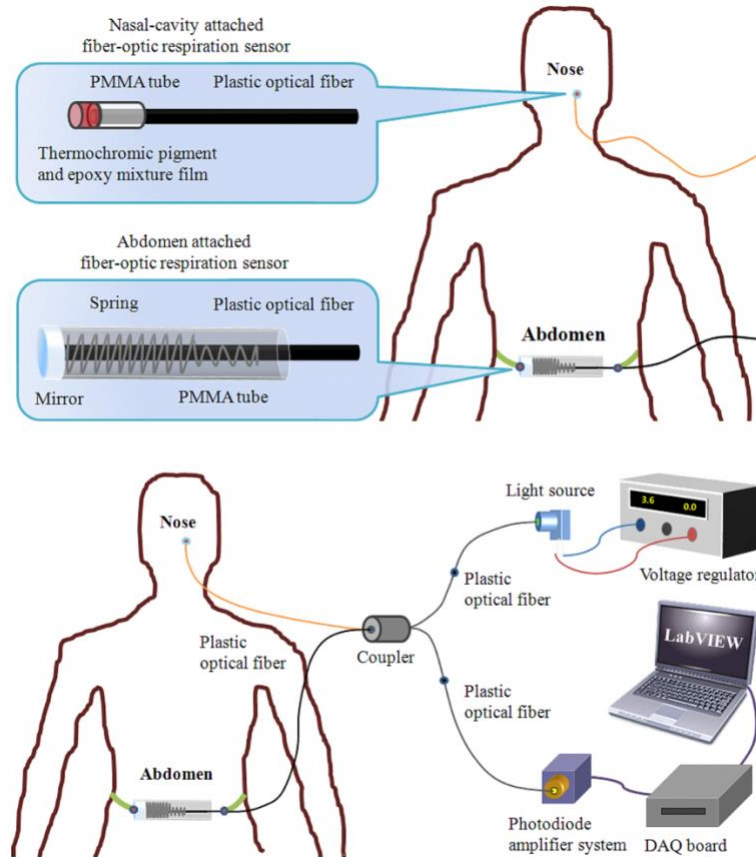 Nasal-cavity attached
fiber-optic respiration sensor
PMMA tube
Plastic optical fiber
Thermochromic pigment
and epoxy mixture film
Nose
Abdomen attached
fiber-optic respiration sensor
Spring
Plastic optical fiber
Mirror
PMMA tube
Abdomen
Nose
Light source
3.6
0.0
Voltage regulator
Plastic
optical fiber
Plastic
optical fiber
Coupler
LabVIEW
Plastic
optical fiber
Abdomen
Photodiode
amplifier system
DAQ board